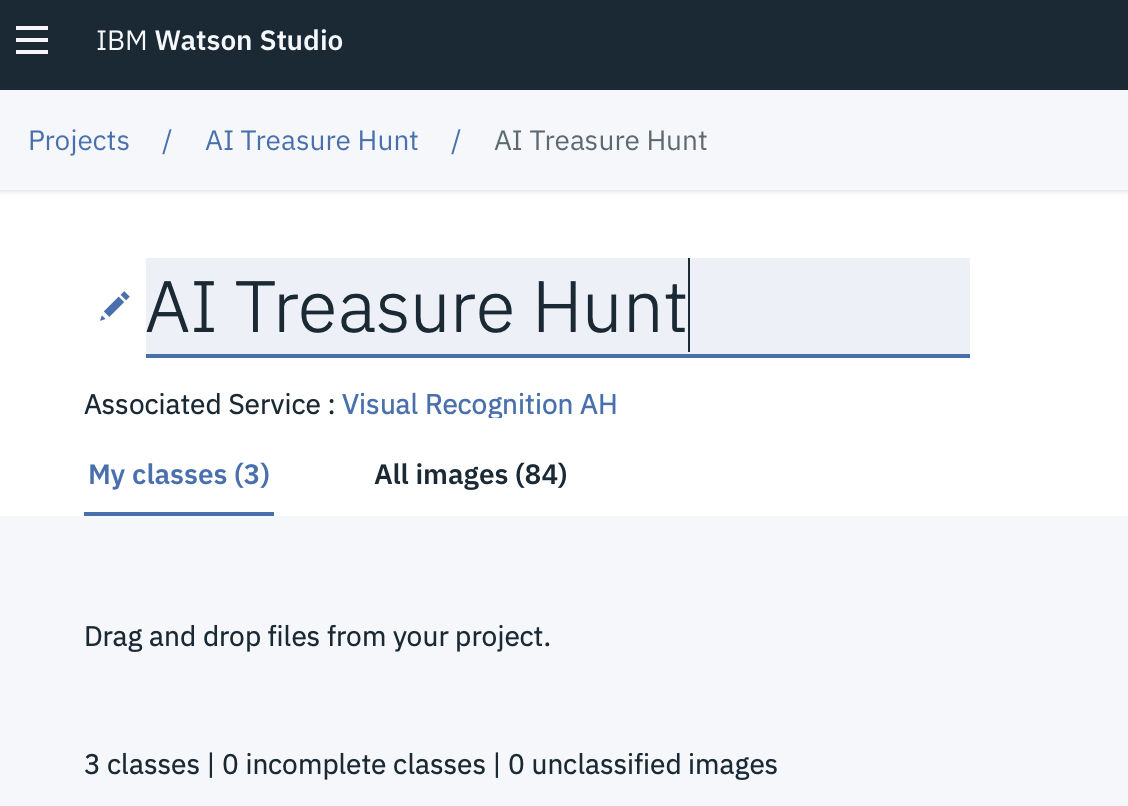 IBM Watson Studio
Projects / AI Treasure Hunt / AI Treasure Hunt
AI Treasure Hunt
Associated Service : Visual Recognition AH
My classes (3) All images (84)
Drag and drop files from your project.
3 classes | 0 incomplete classes | 0 unclassified images